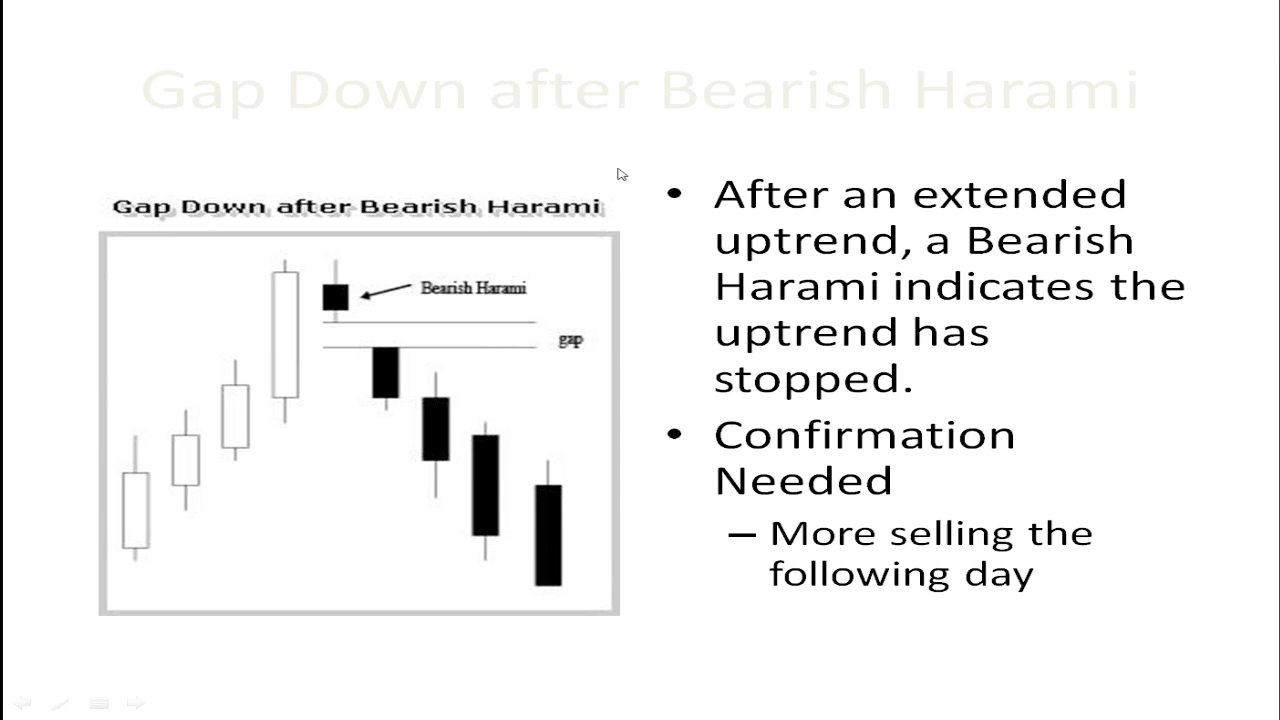 Gap Down after Bearish Harami
Gap Down after Bearish Harami
Bearish Harami
gap
• After an extended
uptrend, a Bearish
Harami indicates the
uptrend has
stopped.
• Confirmation
Needed
– More selling the
following day